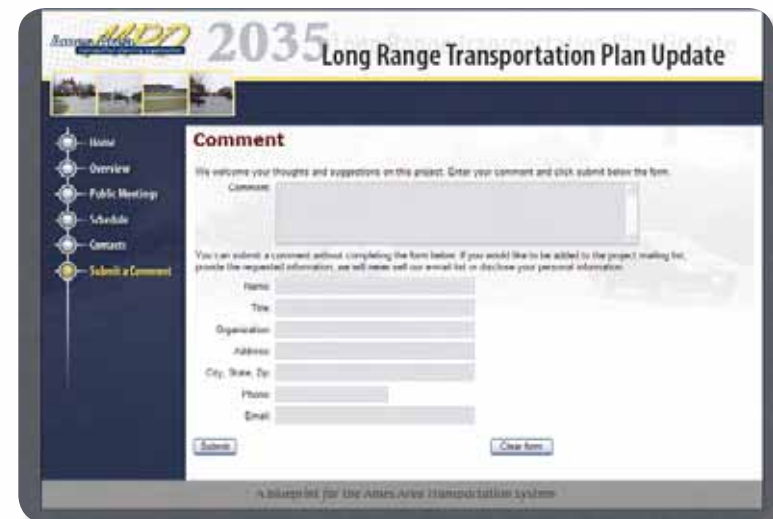 Ames Area MPO
2035 Long Range Transportation Plan Update
Home
Overview
Public Meetings
Schedule
Contacts
Submit a Comment
Comment
We welcome your thoughts and suggestions on this project. Enter your comment and click submit below the form.
Comment:
You can submit a comment without completing the form below. If you would like to be added to the project mailing list,
provide the requested information, we will never sell our e-mail list or disclose your personal information.
Name:
Title:
Organization:
Address:
City, State, Zip:
Phone:
Email:
Submit
Clear form
A blueprint for the Ames Area transportation system